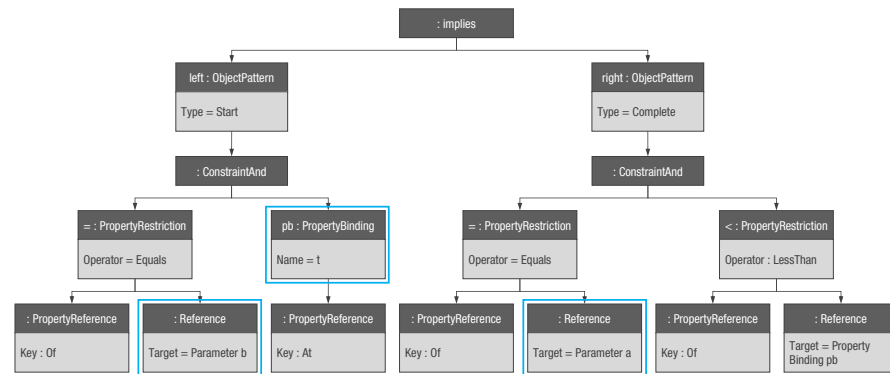 : implies
left : ObjectPattern
Type = Start
right : ObjectPattern
Type = Complete
: ConstraintAnd
: ConstraintAnd
= : PropertyRestriction
Operator = Equals
pb : PropertyBinding
Name = t
= : PropertyRestriction
Operator = Equals
< : PropertyRestriction
Operator : LessThan
: PropertyReference
Key : Of
: Reference
Target = Parameter b
: PropertyReference
Key : At
: PropertyReference
Key : Of
: Reference
Target = Parameter a
: PropertyReference
Key : Of
: Reference
Target = Property
Binding pb